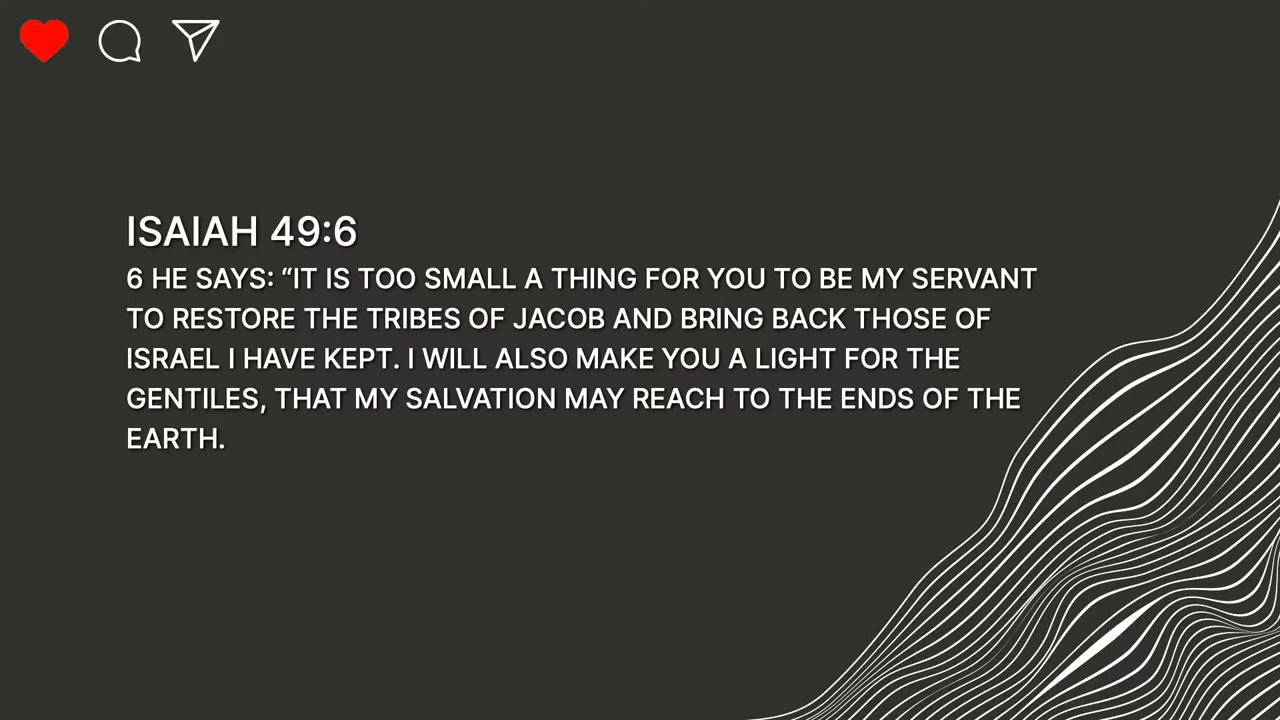 ISAIAH 49:6
6 HE SAYS: “IT IS TOO SMALL A THING FOR YOU TO BE MY SERVANT
TO RESTORE THE TRIBES OF JACOB AND BRING BACK THOSE OF
ISRAEL I HAVE KEPT. I WILL ALSO MAKE YOU A LIGHT FOR THE
GENTILES, THAT MY SALVATION MAY REACH TO THE ENDS OF THE
EARTH.